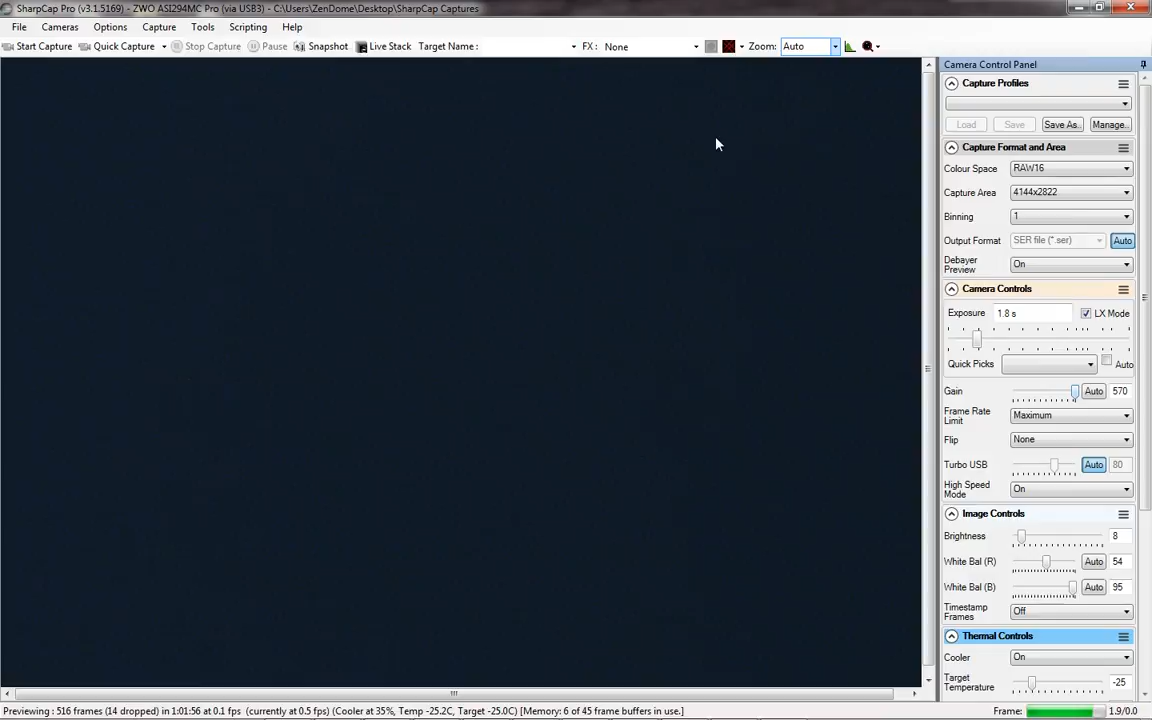 SharpCap Pro (v3.1.5169) - ZWO ASI294MC Pro (via USB3) - C:\Users\ZenDome\Desktop\SharpCap Captures
File Cameras Options Capture Tools Scripting Help
Start Capture Quick Capture Stop Capture Pause Snapshot Live Stack Target Name : FX : None Zoom: Auto
Camera Control Panel
Capture Profiles
Load Save Save As.. Manage..
Capture Format and Area
Colour Space RAW16
Capture Area 4144x2822
Binning 1
Output Format SER file (*.ser) Auto
Debayer Preview On
Camera Controls
Exposure 1.8 s LX Mode
Quick Picks Auto
Gain Auto 570
Frame Rate Limit Maximum
Flip None
Turbo USB Auto 80
High Speed Mode On
Image Controls
Brightness 8
White Bal (R) Auto 54
White Bal (B) Auto 95
Timestamp Frames Off
Thermal Controls
Cooler On
Target Temperature -25
Previewing : 516 frames (14 dropped) in 1:01:56 at 0.1 fps (currently at 0.5 fps) (Cooler at 35%, Temp -25.2C, Target -25.0C) [Memory: 6 of 45 frame buffers in use.] Frame: 1.9/0.0